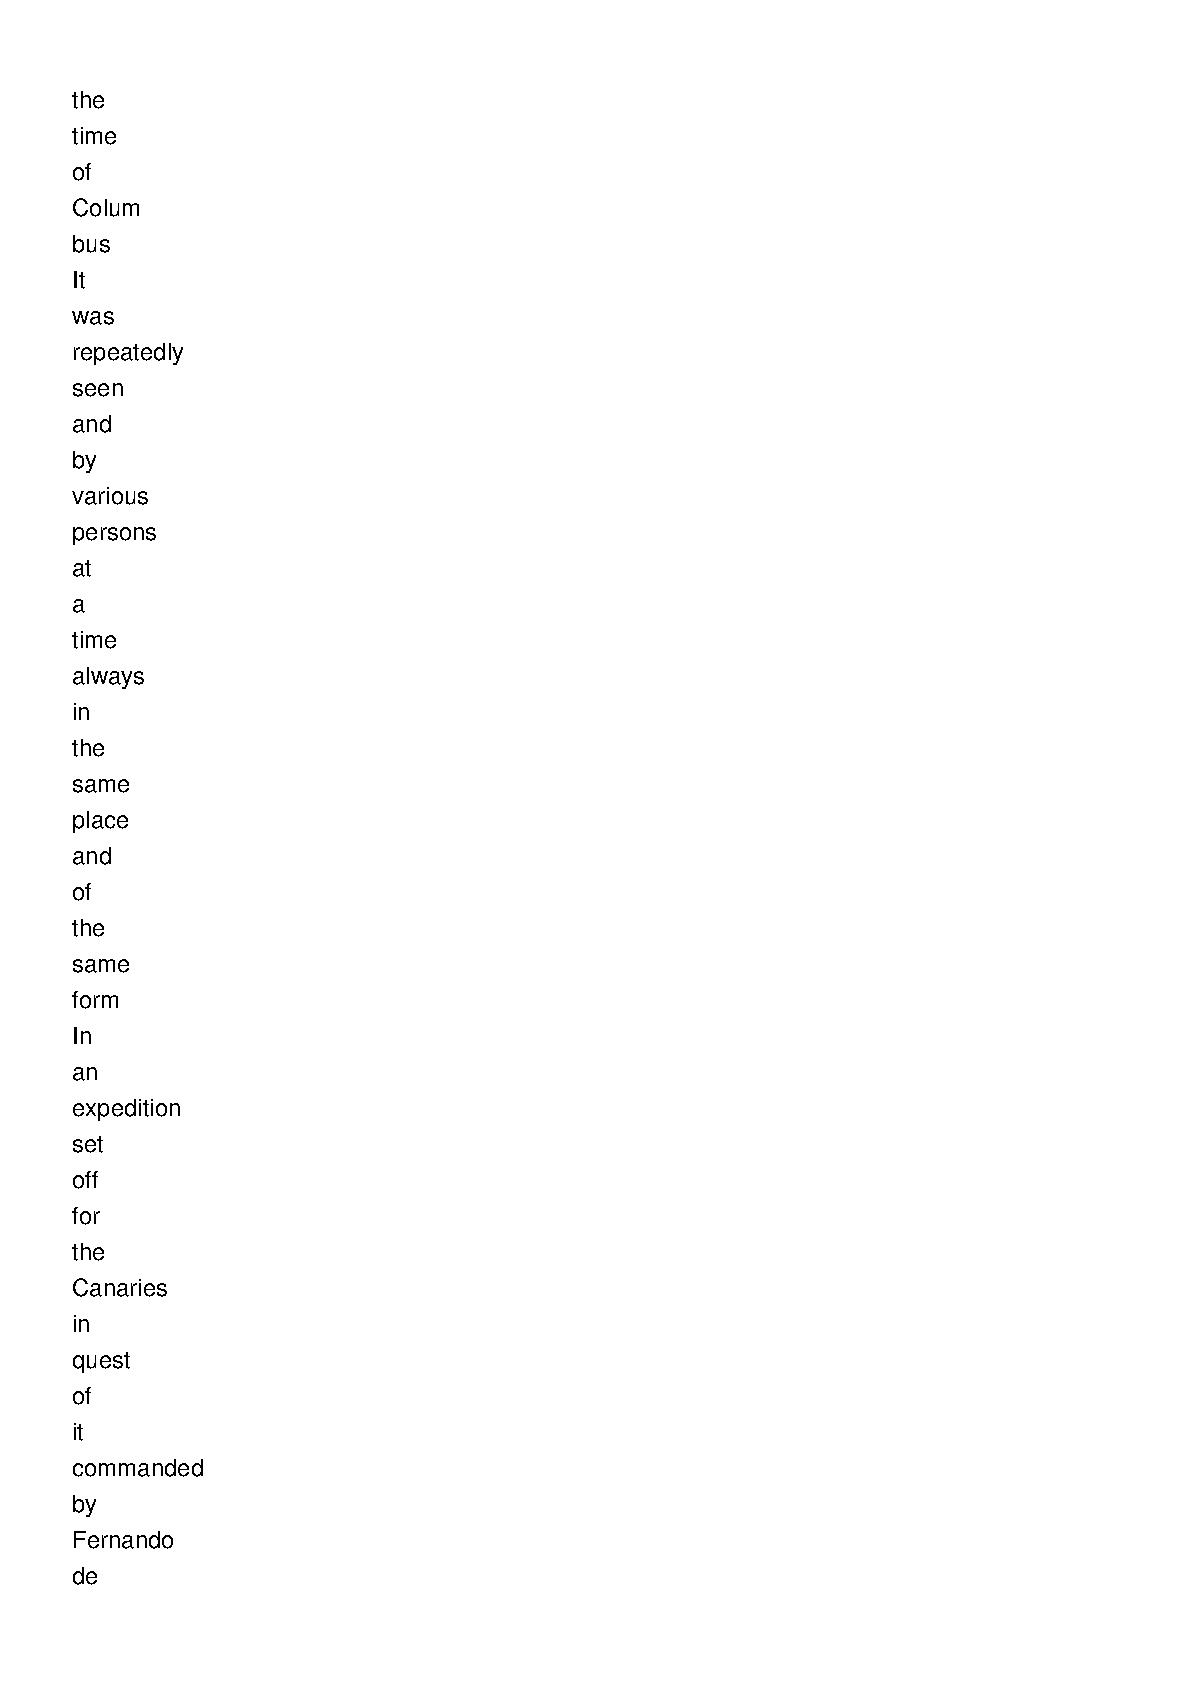 the
time
of
Colum
bus
It
was
repeatedly
seen
and
by
various
persons
at
a
time
always
in
the
same
place
and
of
the
same
form
In
an
expedition
set
off
for
the
Canaries
in
quest
of
it
commanded
by
Fernando
de